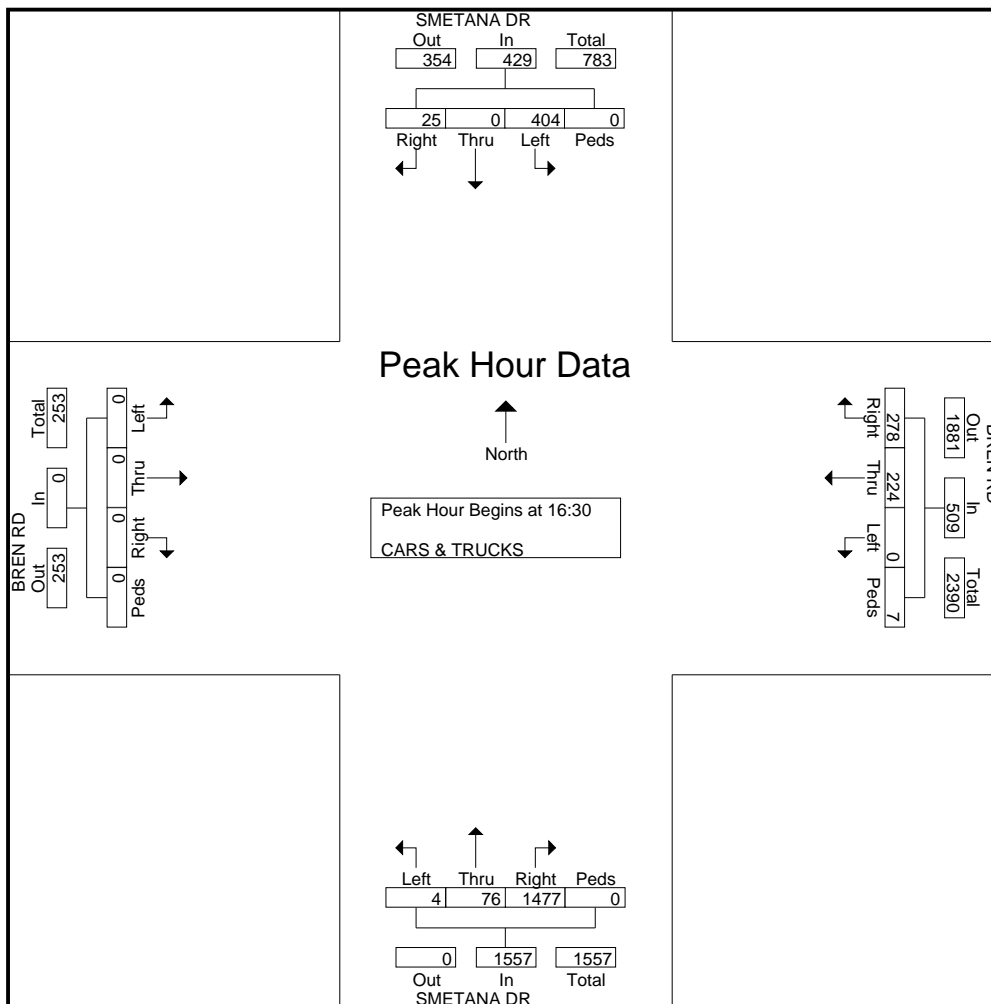 SMETANA DR
Out In Total
354 429 783
25 0 404 0
Right Thru Left Peds
Peak Hour Data
North
Peak Hour Begins at 16:30
CARS & TRUCKS
BREN RD
Out In Total
253 0 253
0 0 0 0
Left Thru Right Peds
BREN RD
Out In Total
1881 509 2390
278 224 0 7
Right Thru Left Peds
Left Thru Right Peds
4 76 1477 0
0 1557 1557
Out In Total
SMETANA DR